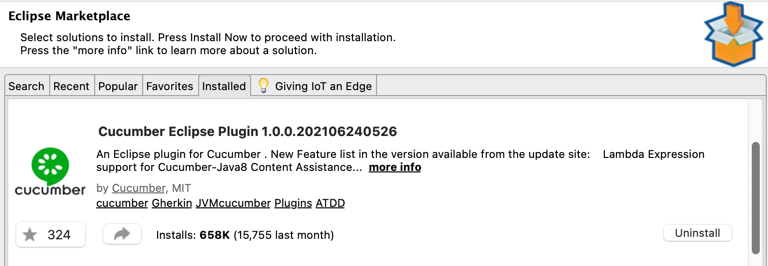 Eclipse Marketplace
Select solutions to install. Press Install Now to proceed with installation.
Press the "more info" link to learn more about a solution.
Search Recent Popular Favorites Installed Giving IoT an Edge
Cucumber Eclipse Plugin 1.0.0.202106240526
An Eclipse plugin for Cucumber . New Feature list in the version available from the update site: Lambda Expression
support for Cucumber-Java8 Content Assistance... more info
cucumber
by Cucumber, MIT
cucumber Gherkin JVMcucumber Plugins ATDD
324 Installs: 658K (15,755 last month) Uninstall